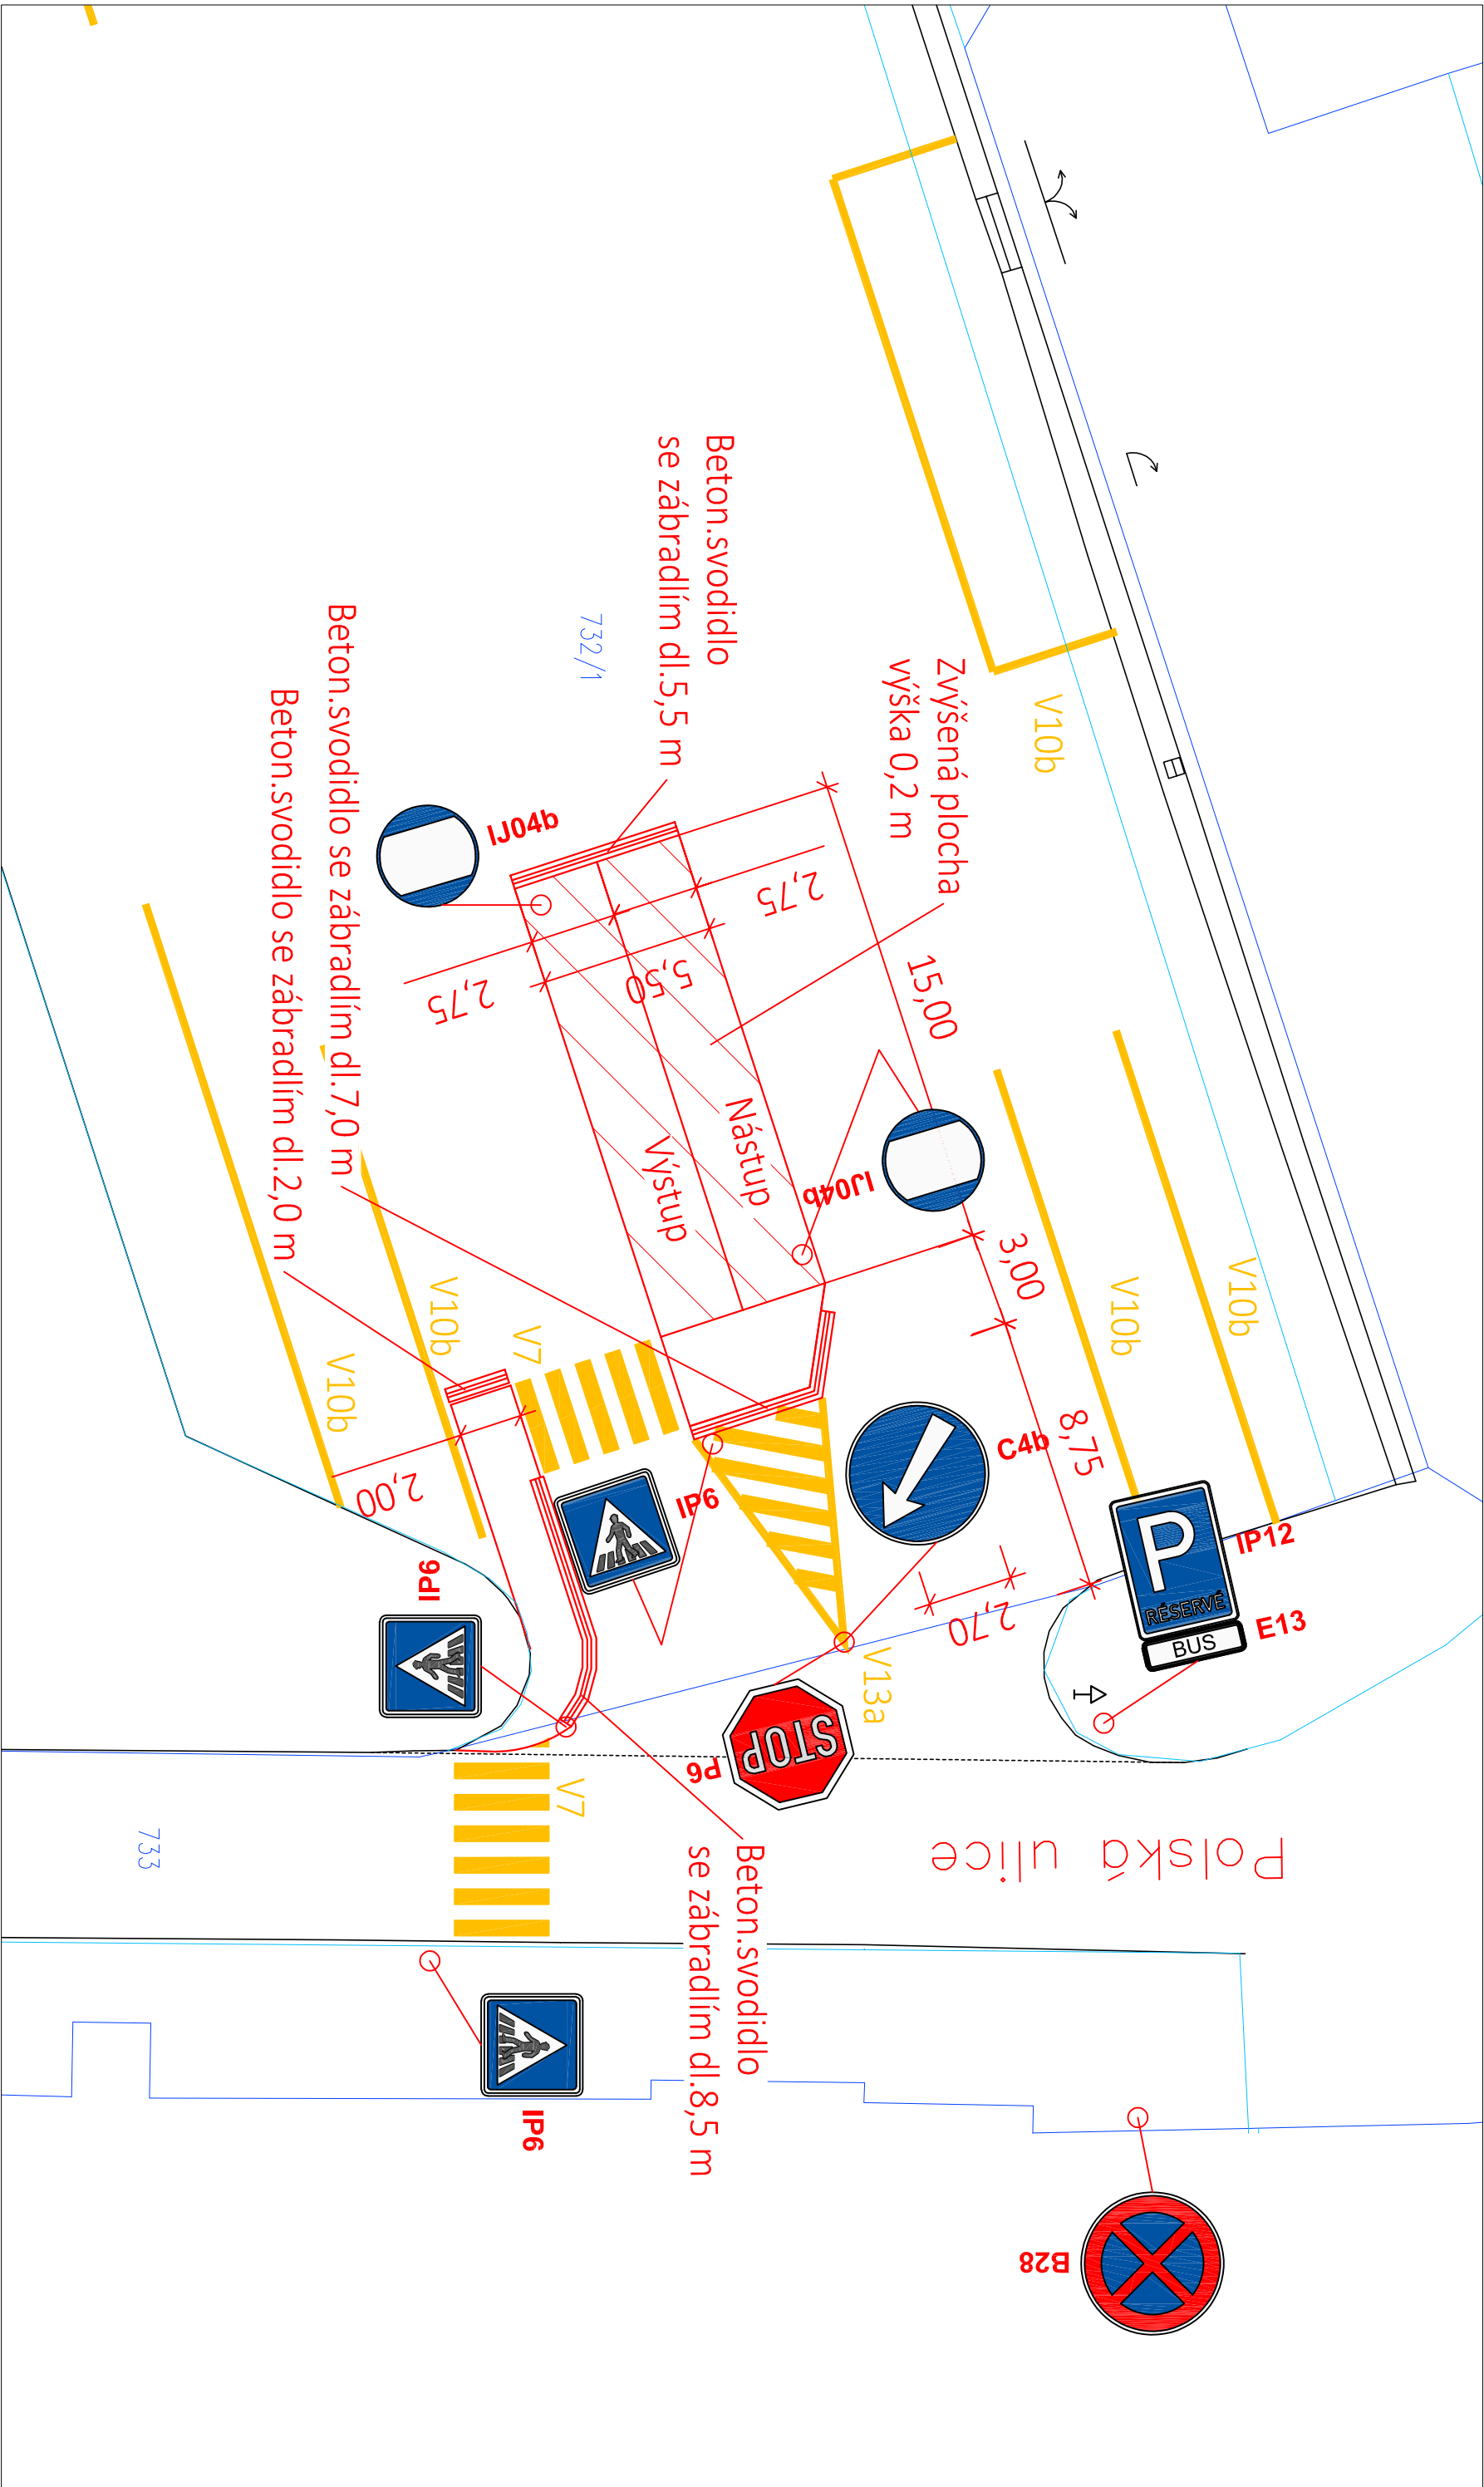 V10b
Beton.svodidlo
se zábradlím dl.5,5 m
732/1
Zvýšená plocha
výška 0,2 m
Beton.svodidlo se zábradlím dl.7,0 m
Beton.svodidlo se zábradlím dl.2,0 m
IJ04b
2,75
5,50
2,75
15,00
Nástup
Výstup
IJ04b
3,00
8,75
V10b
V10b
V10b
V10b
V7
2,00
IP6
IP6
C4b
2,70
IP12
P
RÉSERVÉ
BUS
E13
V13a
STOP
P6
V7
733
Polská ulice
Beton.svodidlo
se zábradlím dl.8,5 m
IP6
B28